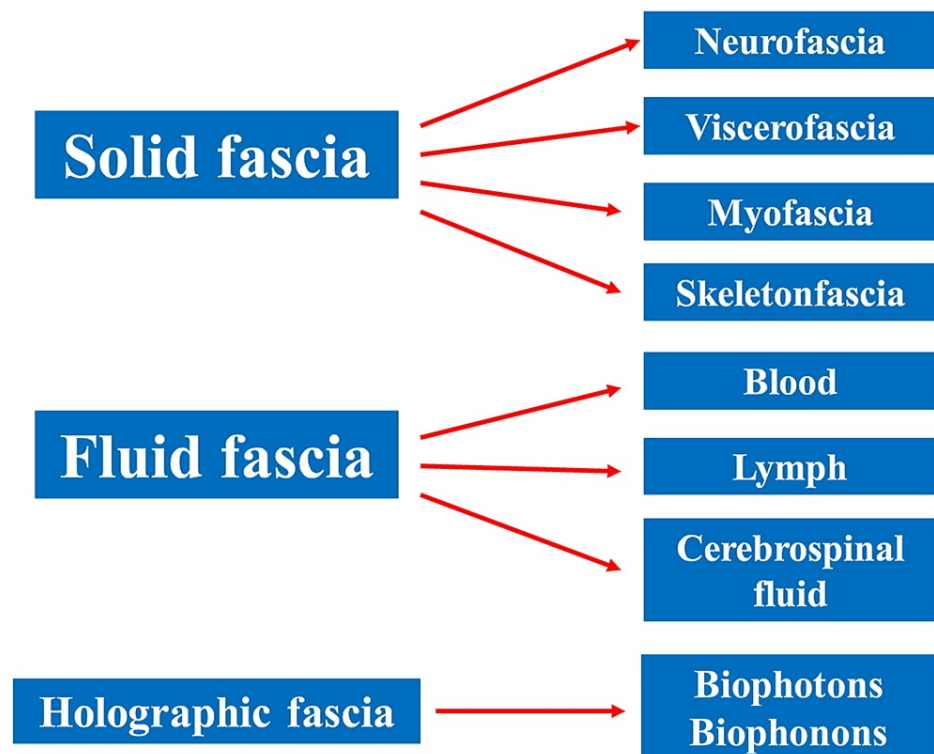 Solid fascia
Neurofascia
Viscerofascia
Myofascia
Skeletonfascia
Fluid fascia
Blood
Lymph
Cerebrospinal
fluid
Holographic fascia
Biophotons
Biophonons